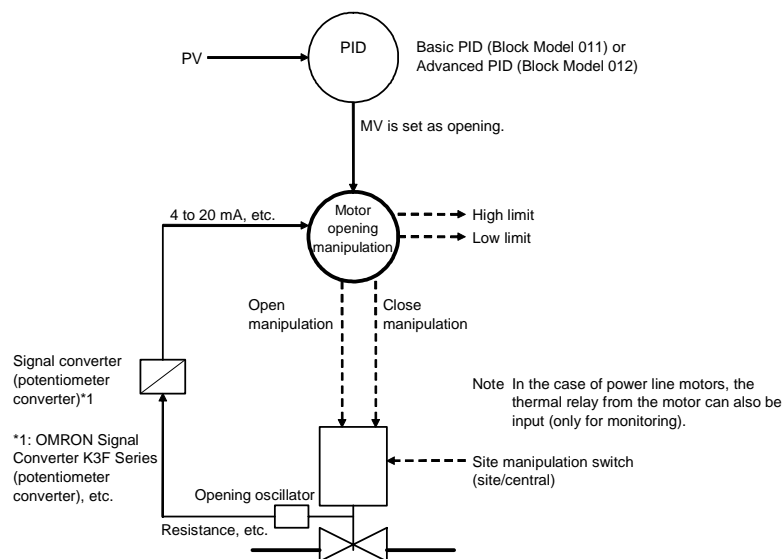 PID
Basic PID (Block Model 011) or
Advanced PID (Block Model 012)
PV
MV is set as opening.
4 to 20 mA, etc.
Motor
opening
manipulation
High limit
Low limit
Open
manipulation
Close
manipulation
Signal converter
(potentiometer
converter)*1
Note In the case of power line motors, the
thermal relay from the motor can also be
input (only for monitoring).
*1: OMRON Signal
Converter K3F Series
(potentiometer
converter), etc.
Site manipulation switch
(site/central)
Opening oscillator
Resistance, etc.